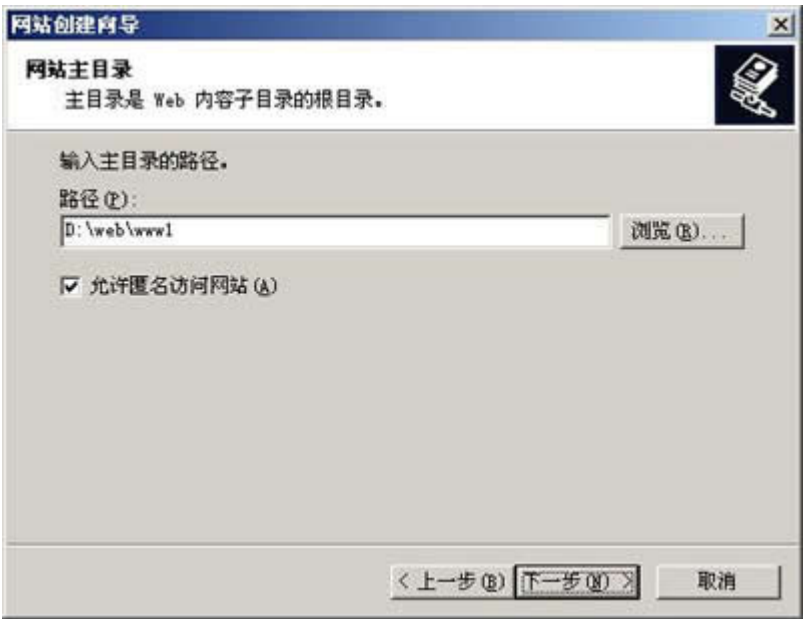 网站创建向导
网站主目录
主目录是 Web 内容子目录的根目录。
输入主目录的路径。
路径(P):
D:\web\www1
浏览(R)...
允许匿名访问网站(A)
< 上一步(B) 下一步(N) > 取消